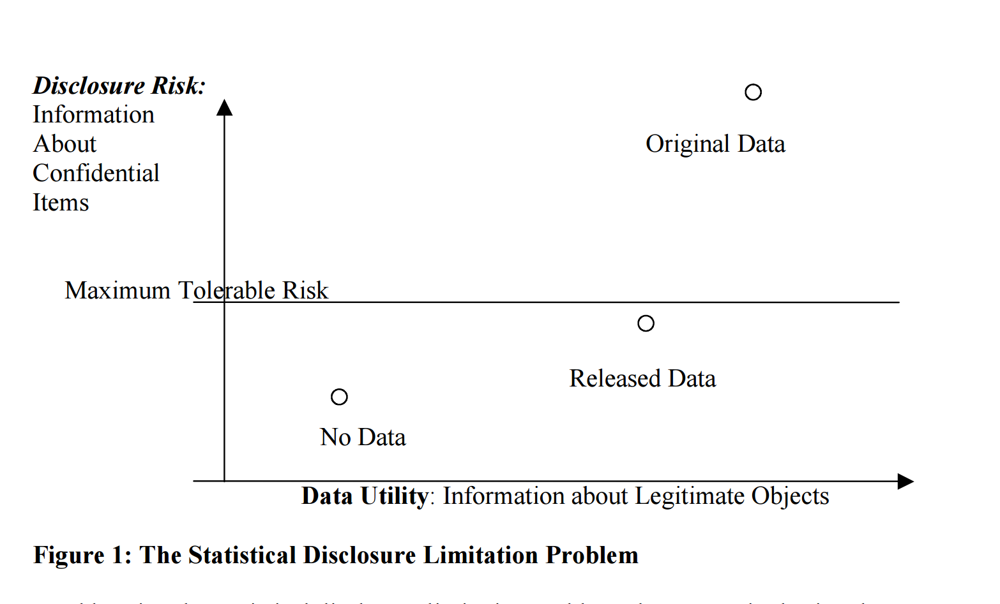 Disclosure Risk:
Information
About
Confidential
Items
Original Data
Maximum Tolerable Risk
Released Data
No Data
Data Utility: Information about Legitimate Objects
Figure 1: The Statistical Disclosure Limitation Problem